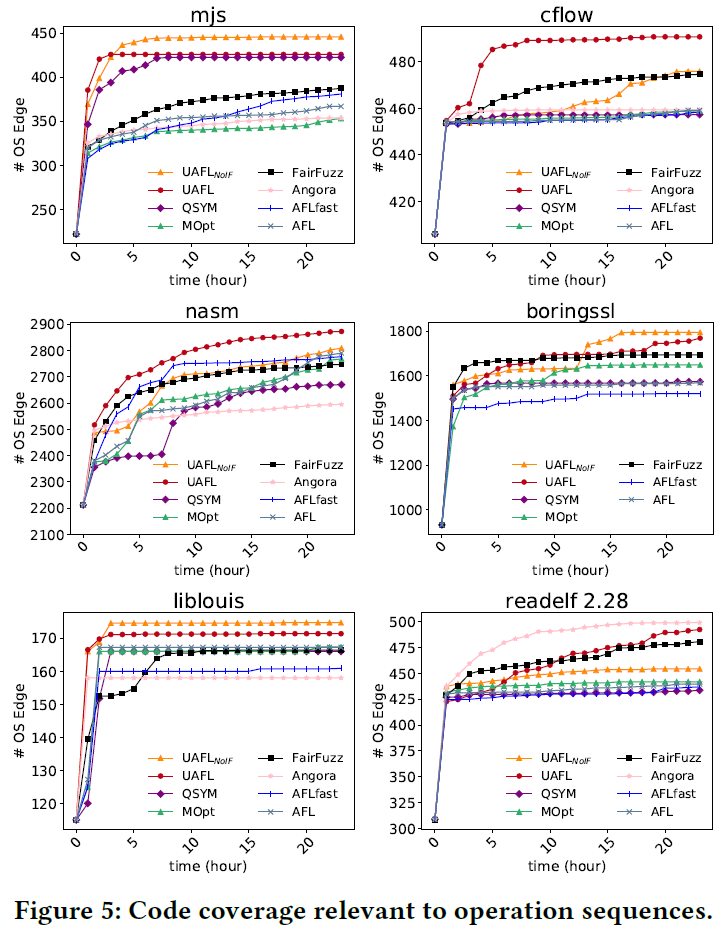 mjs
450
400
350
300
250
# OS Edge
UAFL_NoIF
UAFL
QSYM
MOpt
FairFuzz
Angora
AFLfast
AFL
0
5
10
15
20
time (hour)
cflow
480
460
440
420
# OS Edge
UAFL_NoIF
UAFL
QSYM
MOpt
FairFuzz
Angora
AFLfast
AFL
0
5
10
15
20
time (hour)
nasm
2900
2800
2700
2600
2500
2400
2300
2200
2100
# OS Edge
UAFL_NoIF
UAFL
QSYM
MOpt
FairFuzz
Angora
AFLfast
AFL
0
5
10
15
20
time (hour)
boringssl
1800
1600
1400
1200
1000
# OS Edge
UAFL_NoIF
UAFL
QSYM
MOpt
FairFuzz
Angora
AFLfast
AFL
0
5
10
15
20
time (hour)
liblouis
170
160
150
140
130
120
# OS Edge
UAFL_NoIF
UAFL
QSYM
MOpt
FairFuzz
Angora
AFLfast
AFL
0
5
10
15
20
time (hour)
readelf 2.28
500
475
450
425
400
375
350
325
300
# OS Edge
UAFL_NoIF
UAFL
QSYM
MOpt
FairFuzz
Angora
AFLfast
AFL
0
5
10
15
20
time (hour)
Figure 5: Code coverage relevant to operation sequences.